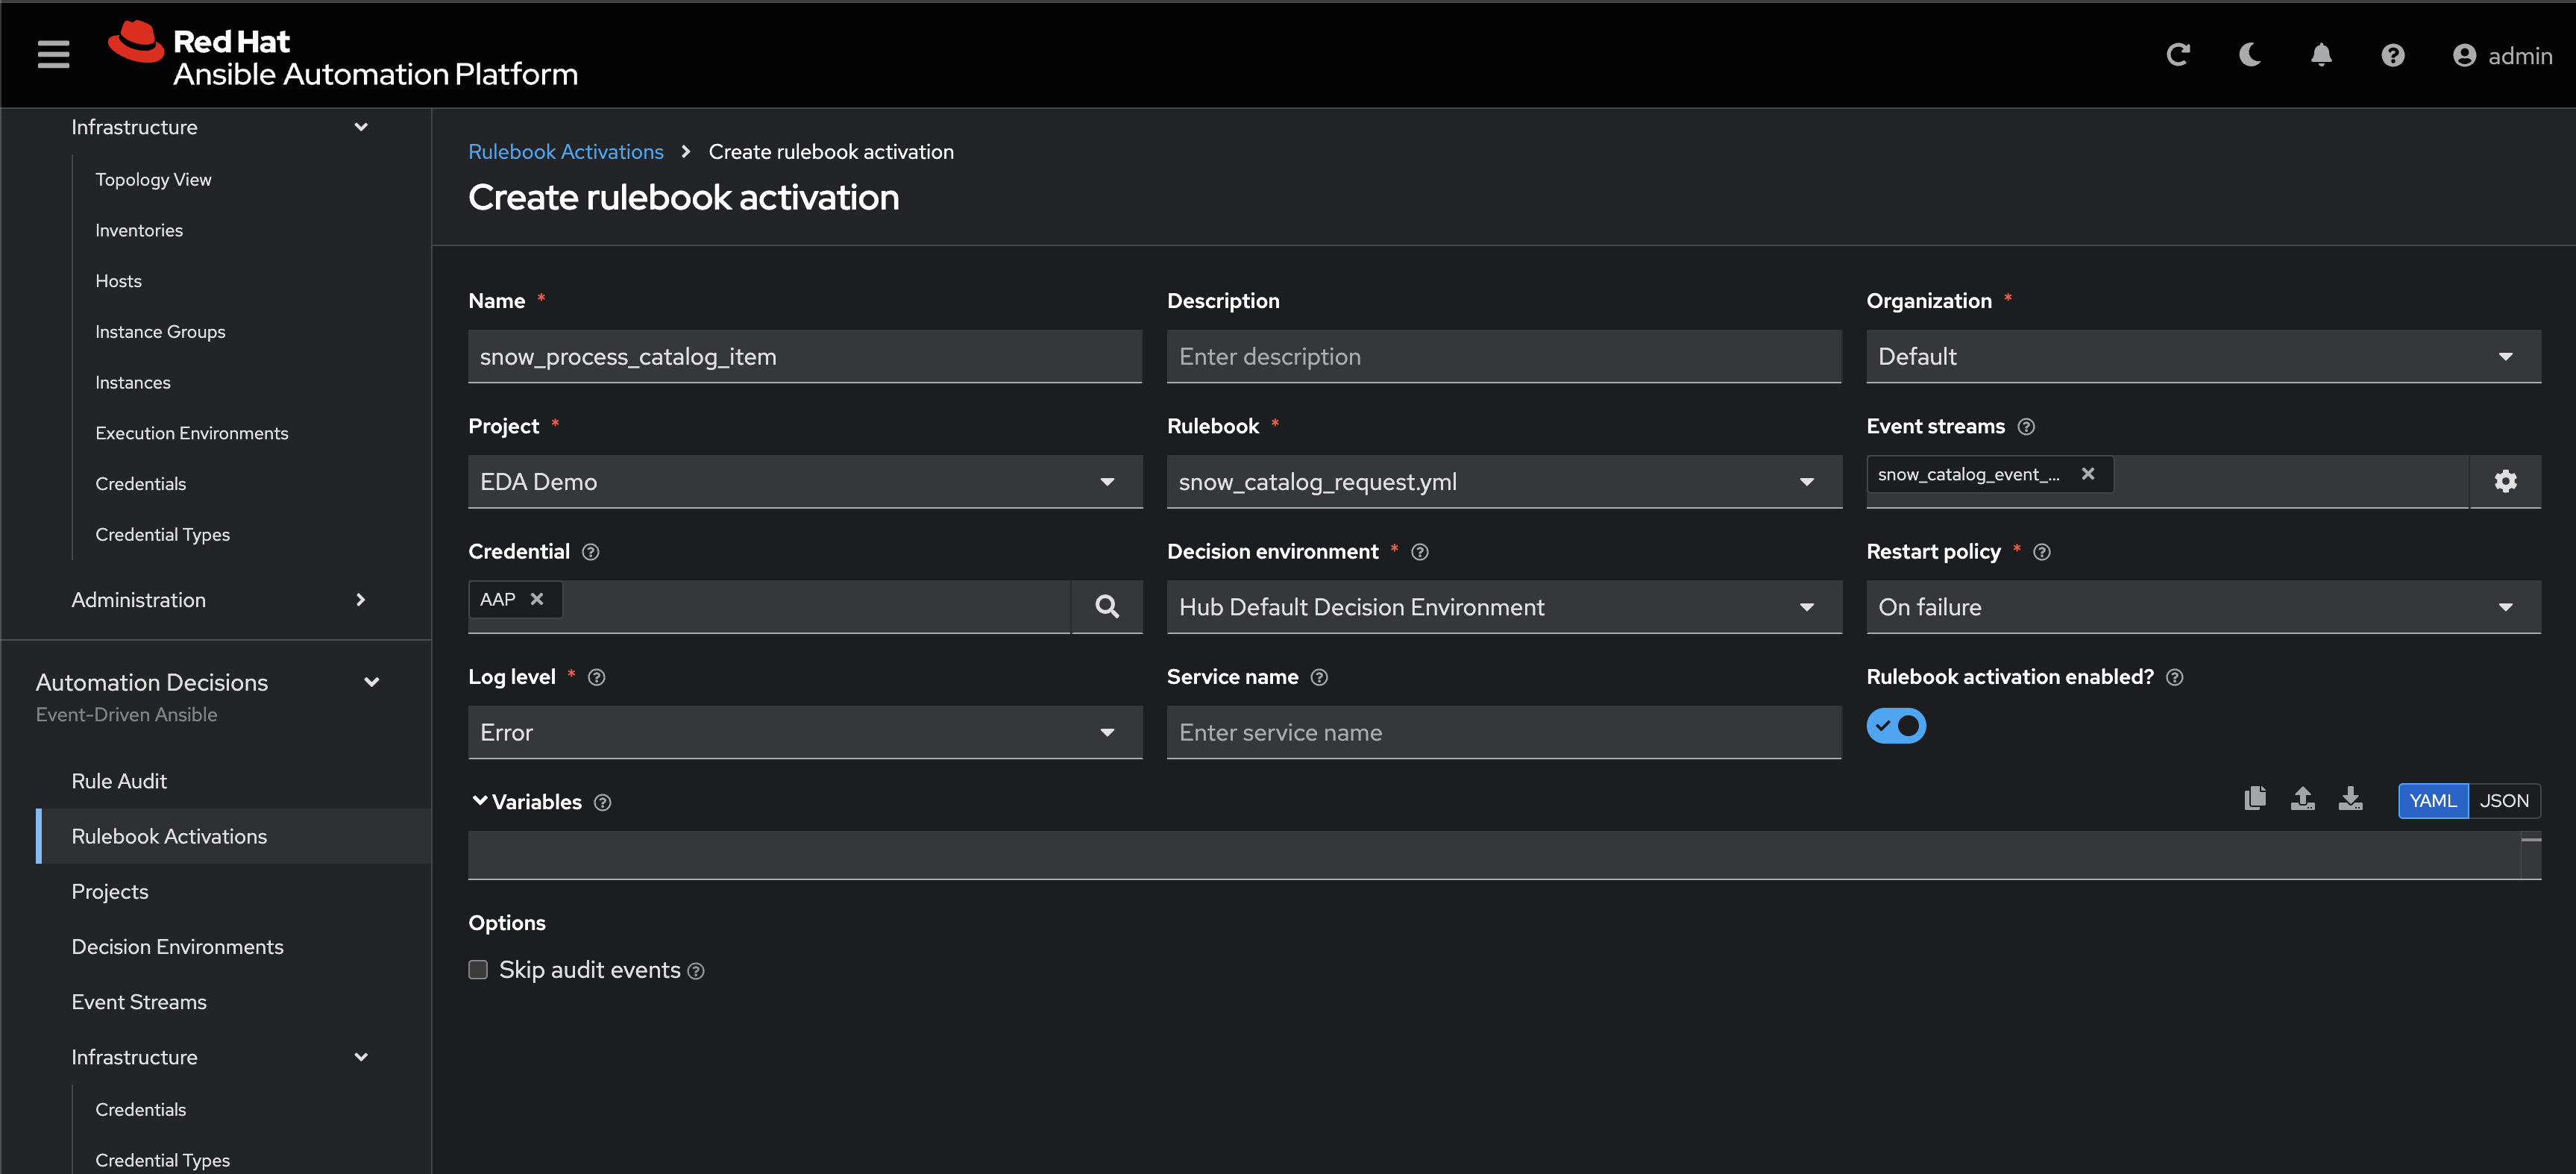 Red Hat
Ansible Automation Platform
admin
Infrastructure
Topology View
Inventories
Hosts
Instance Groups
Instances
Execution Environments
Credentials
Credential Types
Administration
Automation Decisions
Event-Driven Ansible
Rule Audit
Rulebook Activations
Projects
Decision Environments
Event Streams
Infrastructure
Credentials
Credential Types
Rulebook Activations > Create rulebook activation
Create rulebook activation
Name *
snow_process_catalog_item
Description
Enter description
Organization *
Default
Project *
EDA Demo
Rulebook *
snow_catalog_request.yml
Event streams
snow_catalog_event_...
Credential
AAP
Decision environment *
Hub Default Decision Environment
Restart policy *
On failure
Log level *
Error
Service name
Enter service name
Rulebook activation enabled?
Variables
YAML JSON
Options
Skip audit events